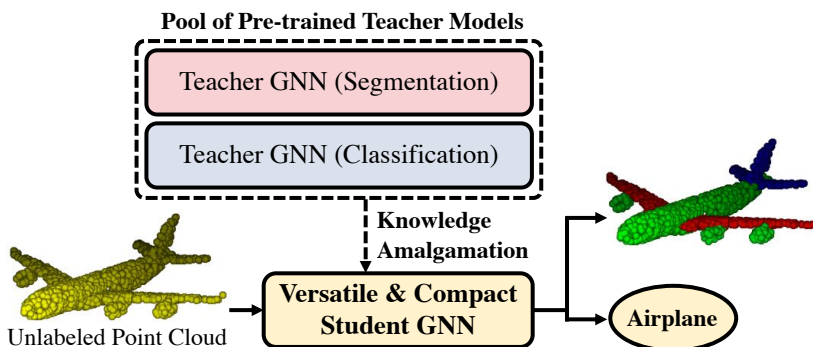 Pool of Pre-trained Teacher Models
Teacher GNN (Segmentation)
Teacher GNN (Classification)
Knowledge
Amalgamation
Versatile & Compact
Student GNN
Unlabeled Point Cloud
Airplane